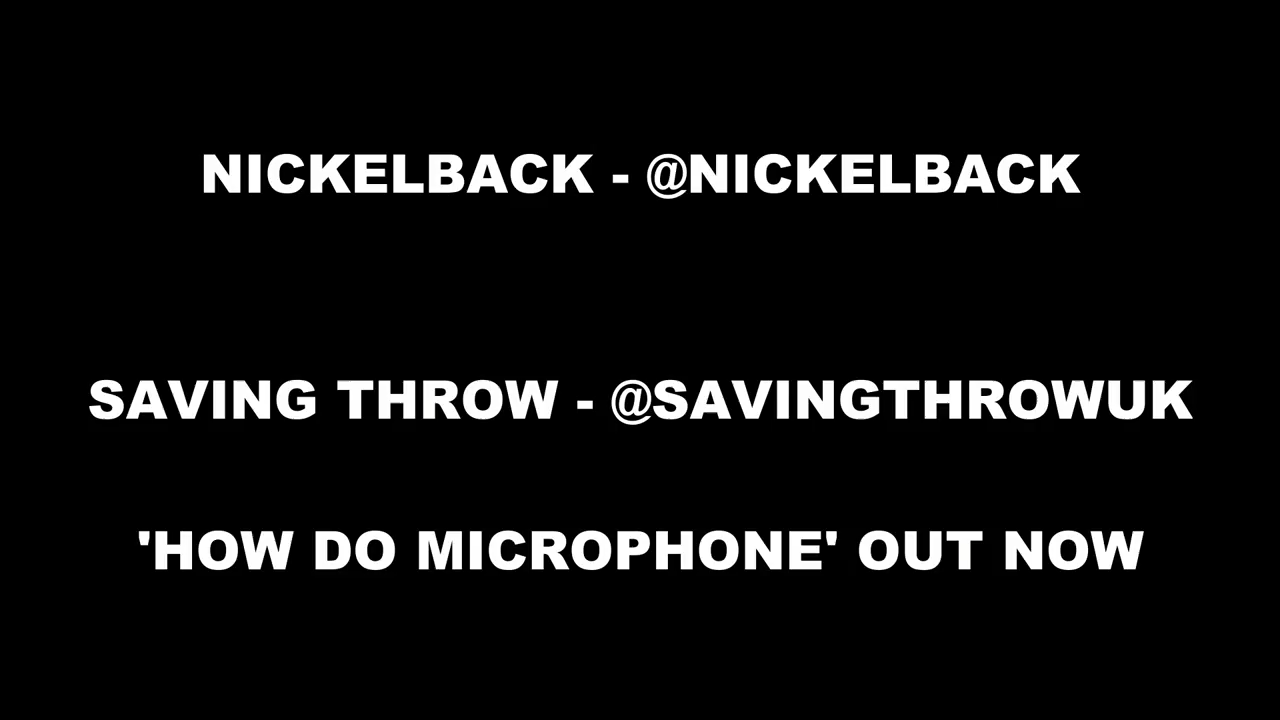 NICKELBACK - @NICKELBACK
SAVING THROW - @SAVINGTHROWUK
'HOW DO MICROPHONE' OUT NOW